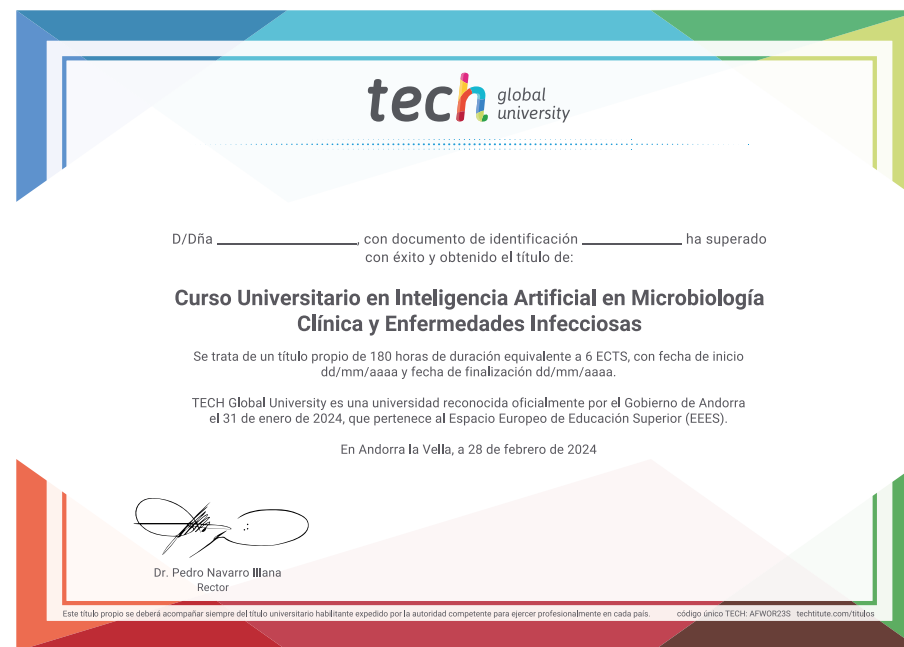 tech global university
D/Dña ____________________, con documento de identificación ______________ ha superado
con éxito y obtenido el título de:
Curso Universitario en Inteligencia Artificial en Microbiología
Clínica y Enfermedades Infecciosas
Se trata de un título propio de 180 horas de duración equivalente a 6 ECTS, con fecha de inicio
dd/mm/aaaa y fecha de finalización dd/mm/aaaa.
TECH Global University es una universidad reconocida oficialmente por el Gobierno de Andorra
el 31 de enero de 2024, que pertenece al Espacio Europeo de Educación Superior (EEES).
En Andorra la Vella, a 28 de febrero de 2024
Dr. Pedro Navarro Illana
Rector
Este título propio se deberá acompañar siempre del título universitario habilitante expedido por la autoridad competente para ejercer profesionalmente en cada país. código único TECH: AFWOR23S techtitute.com/titulos